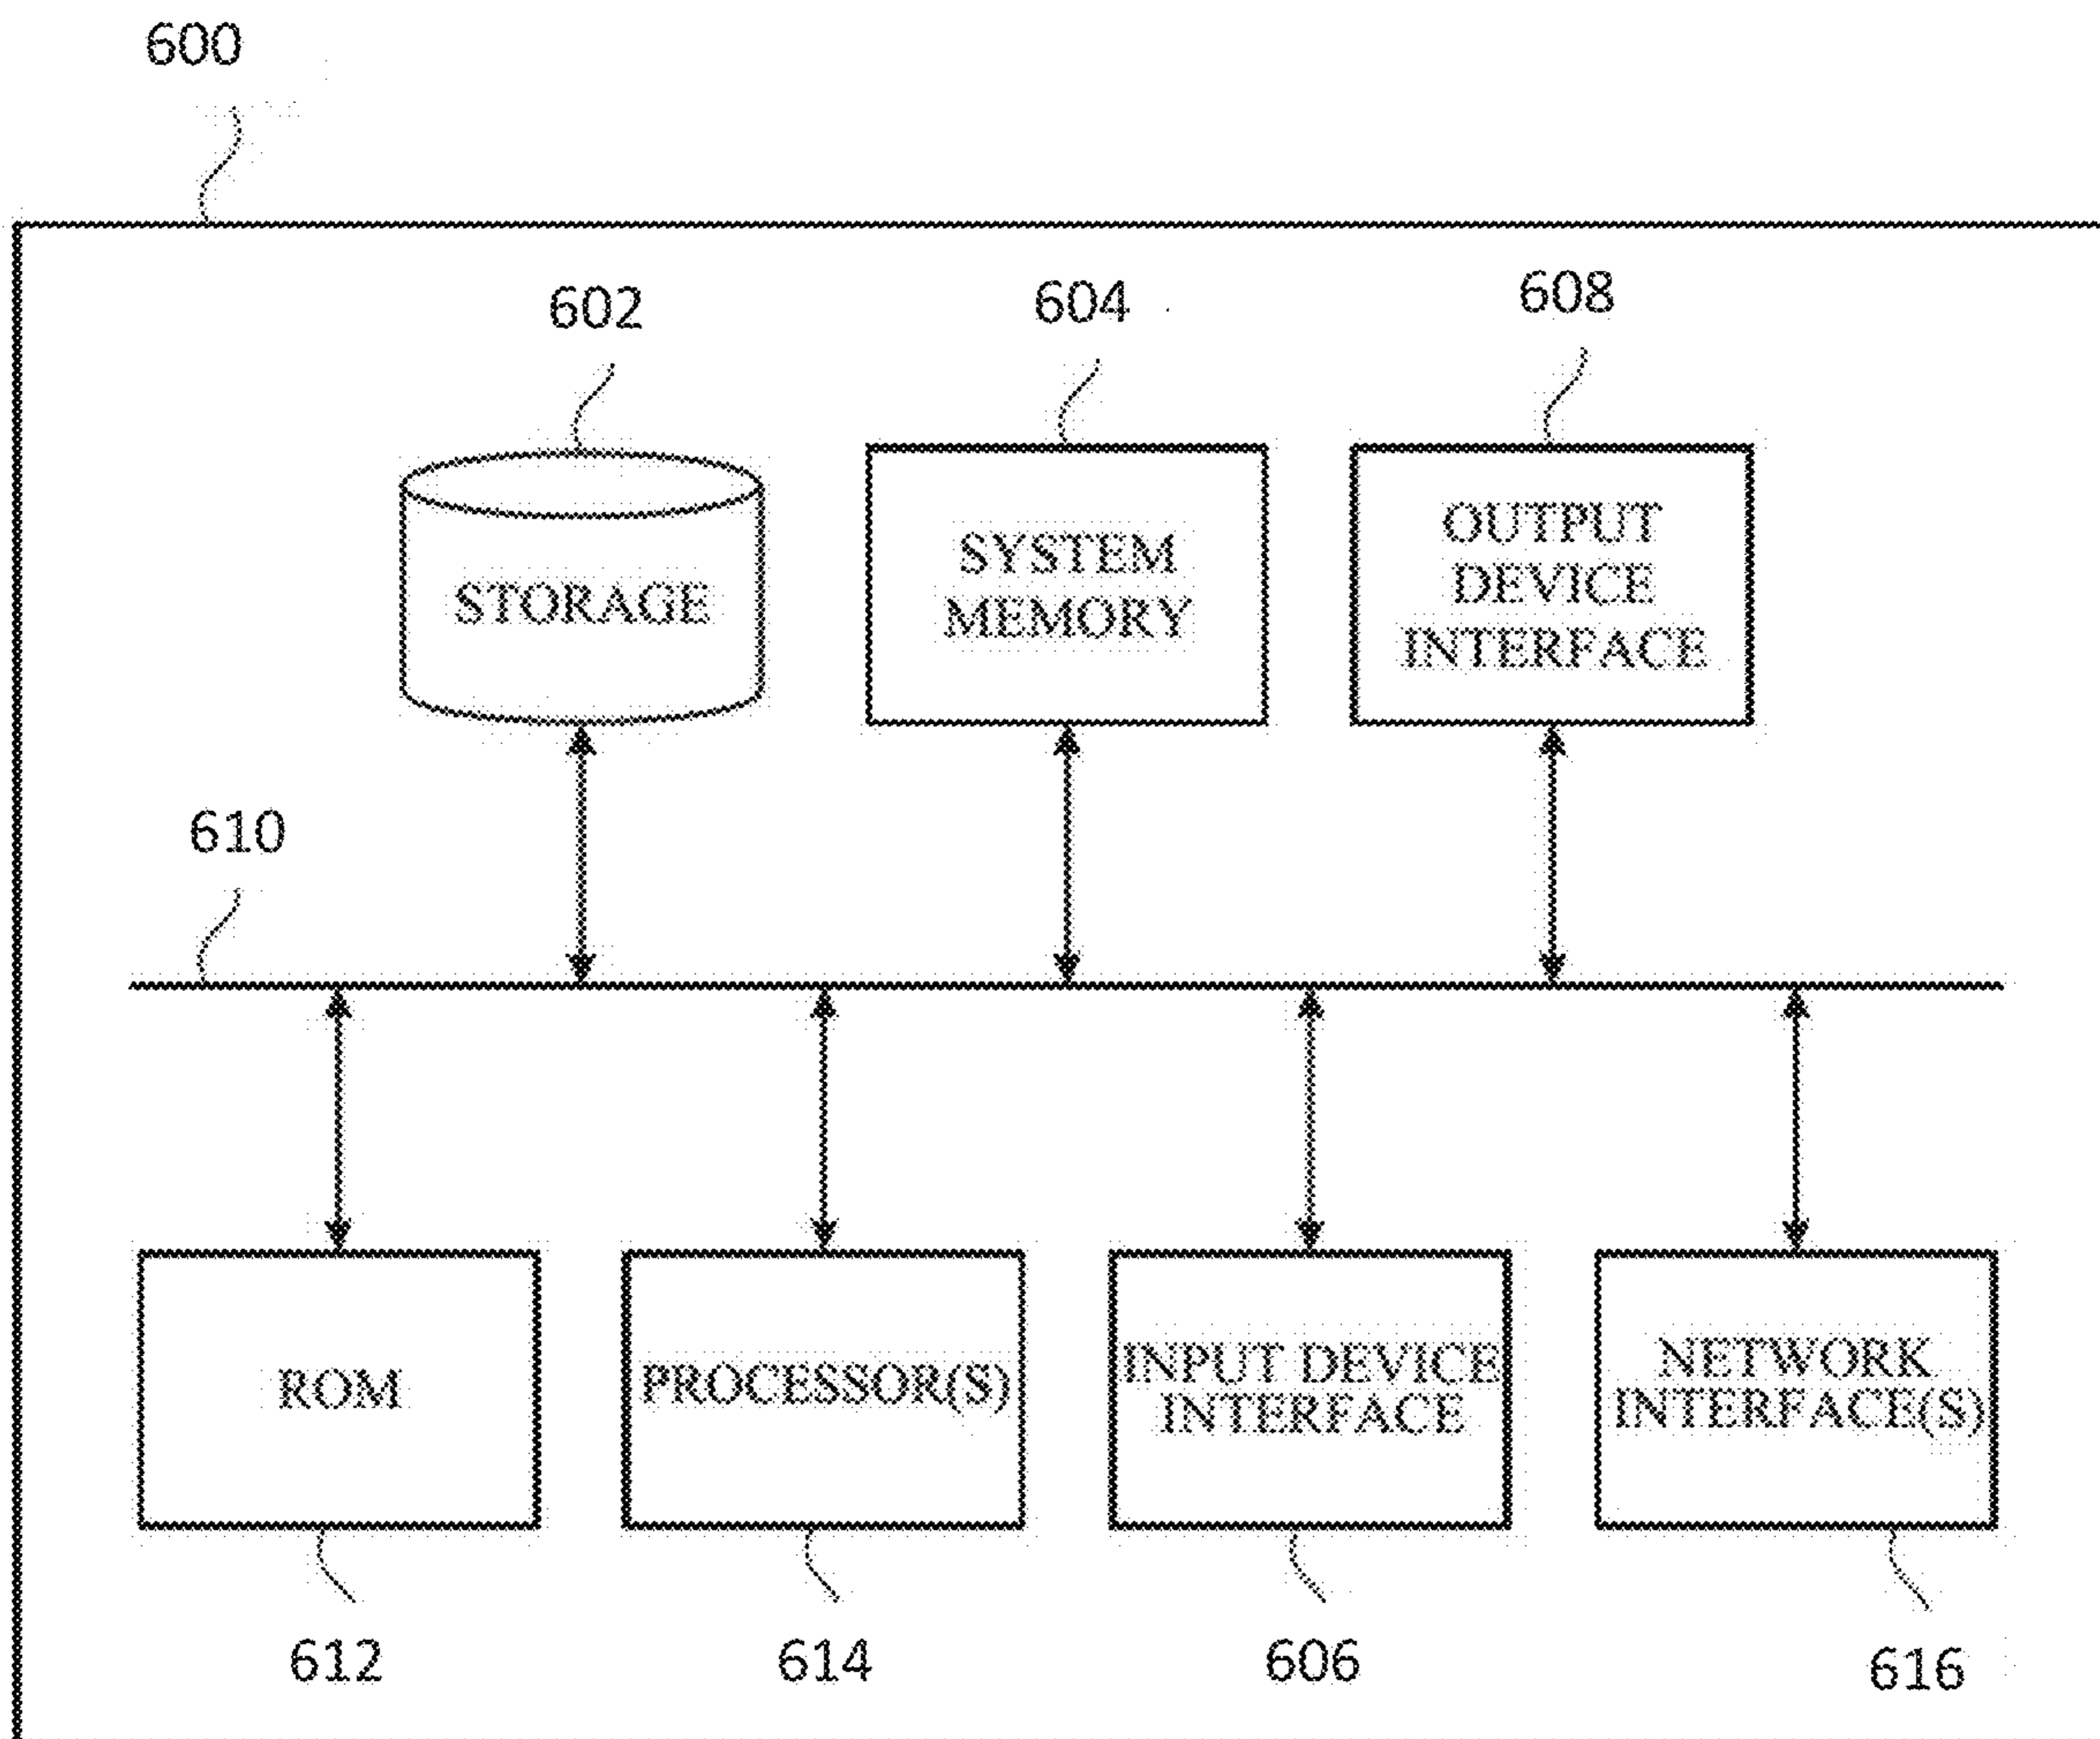 600
602
604
608
STORAGE
SYSTEM
MEMORY
OUTPUT
DEVICE
INTERFACE
610
ROM
PROCESSOR(S)
INPUT DEVICE
INTERFACE
NETWORK
INTERFACE(S)
612
614
606
616